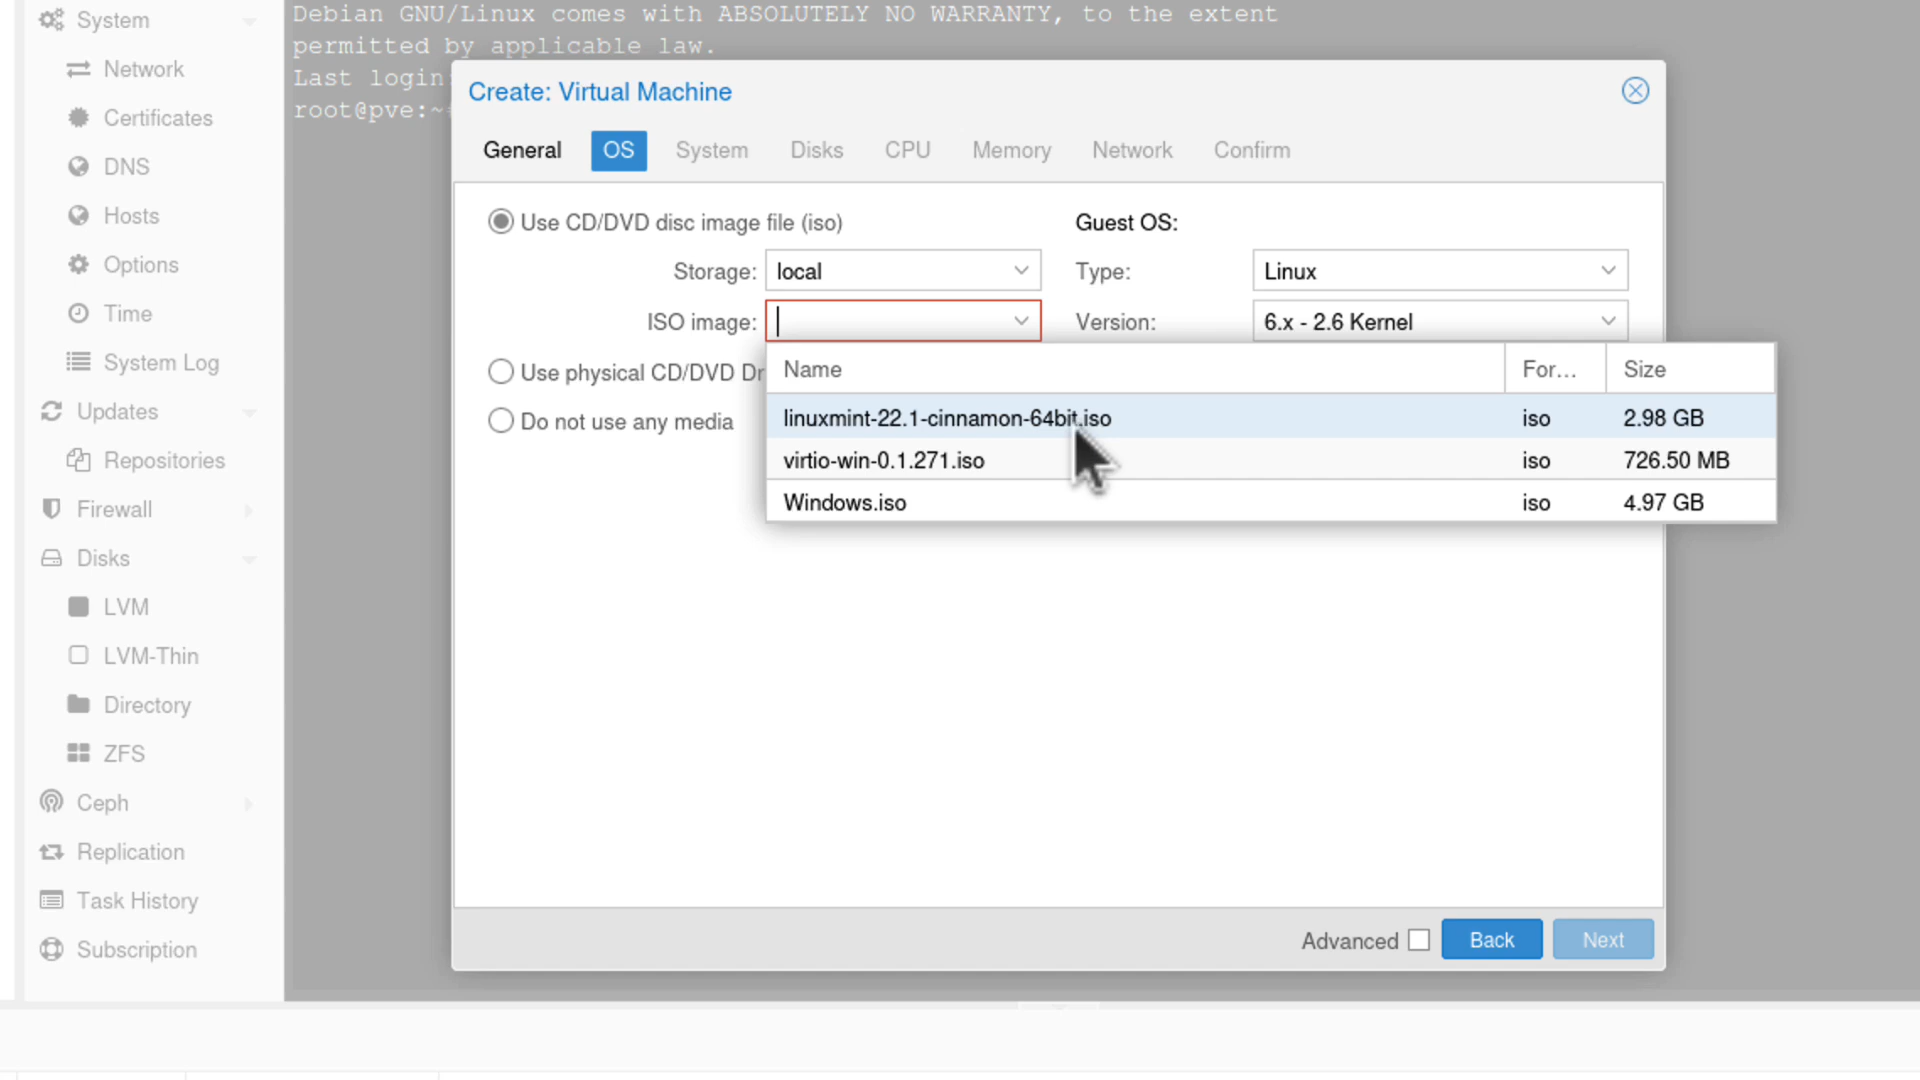 System
Network
Certificates
DNS
Hosts
Options
Time
System Log
Updates
Repositories
Firewall
Disks
LVM
LVM-Thin
Directory
ZFS
Ceph
Replication
Task History
Subscription
Debian GNU/Linux comes with ABSOLUTELY NO WARRANTY, to the extent
permitted by applicable law.
Last login
root@pve:~
Create: Virtual Machine
General OS System Disks CPU Memory Network Confirm
Use CD/DVD disc image file (iso)
Storage: local
ISO image:
Use physical CD/DVD Dr
Do not use any media
Guest OS:
Type: Linux
Version: 6.x - 2.6 Kernel
Name For... Size
linuxmint-22.1-cinnamon-64bit.iso iso 2.98 GB
virtio-win-0.1.271.iso iso 726.50 MB
Windows.iso iso 4.97 GB
Advanced Back Next